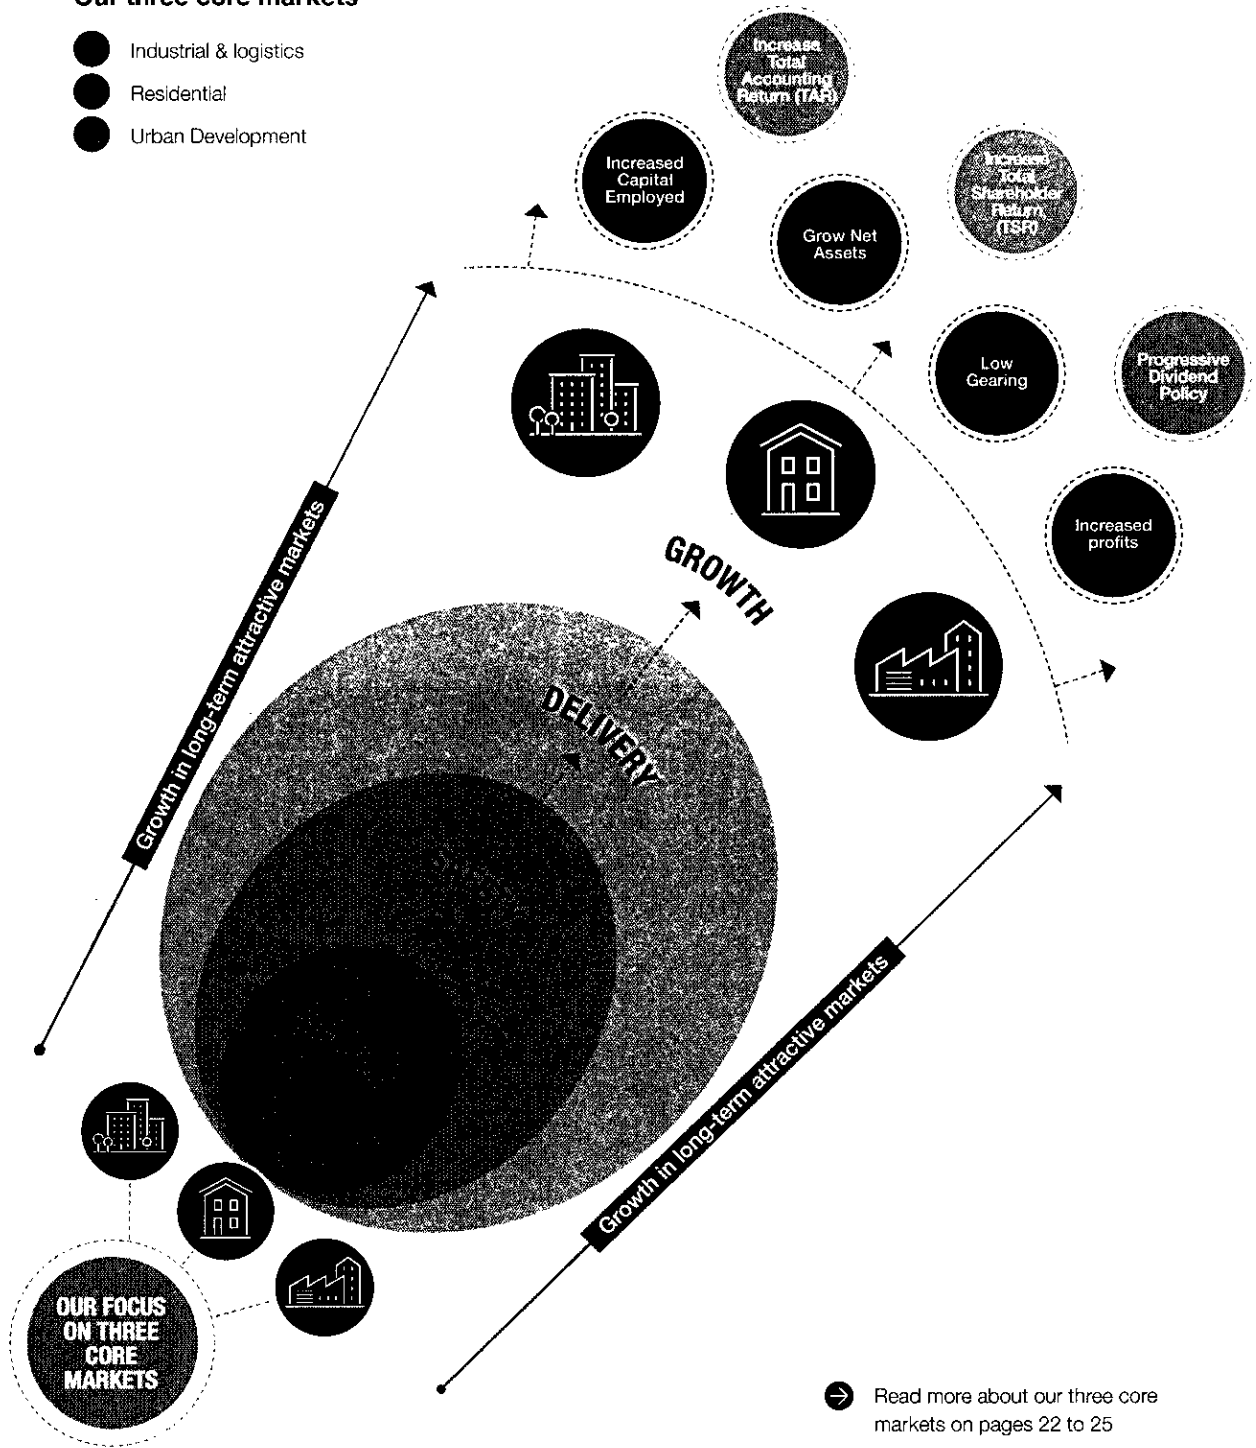 Our three core markets
Industrial & logistics
Residential
Urban Development
Increase
Total
Accounting
Return (TAR)
Increased
Capital
Employed
Increase
Total
Shareholder
Return
(TSR)
Grow Net
Assets
Low
Gearing
Progressive
Dividend
Policy
Increased
profits
Growth in long-term attractive markets
GROWTH
DELIVERY
Growth in long-term attractive markets
OUR FOCUS
ON THREE
CORE
MARKETS
Read more about our three core
markets on pages 22 to 25